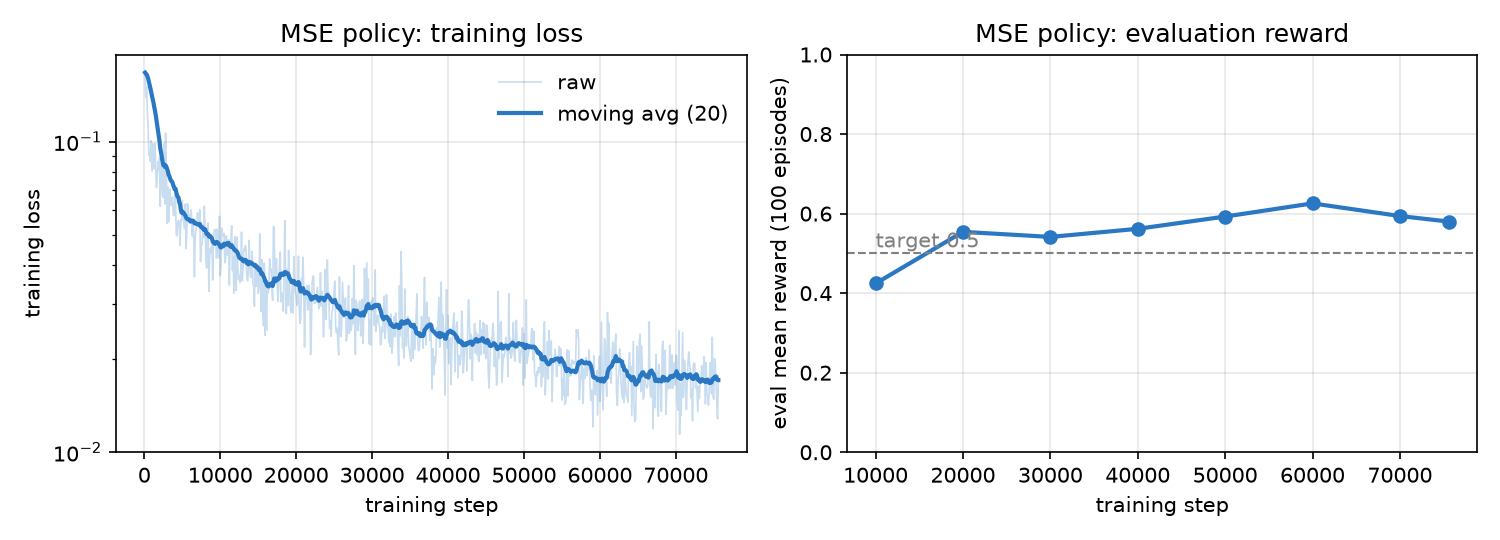 MSE policy: training loss
training loss
10⁻¹
10⁻²
raw
moving avg (20)
0 10000 20000 30000 40000 50000 60000 70000
training step
MSE policy: evaluation reward
eval mean reward (100 episodes)
1.0
0.8
0.6
0.4
0.2
0.0
target 0.5
10000 20000 30000 40000 50000 60000 70000
training step